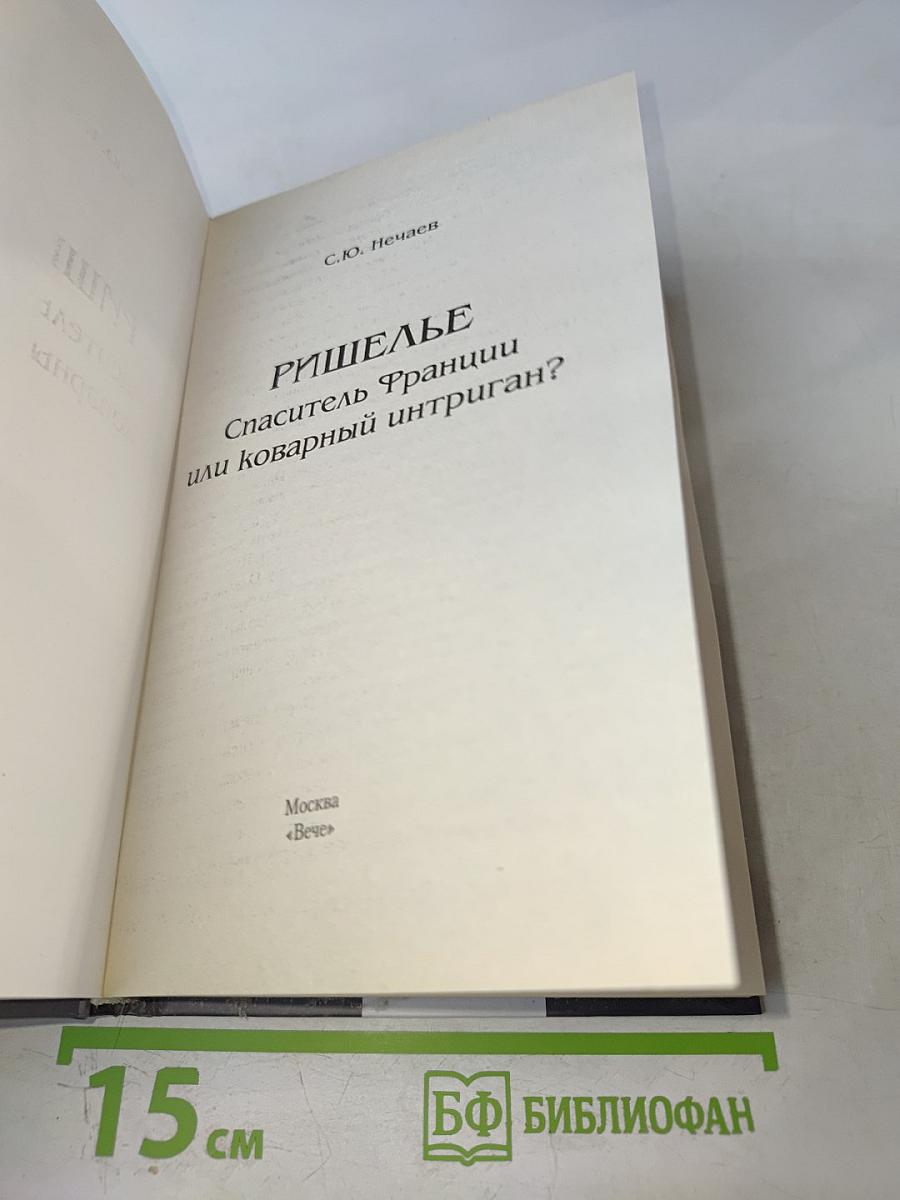 С.Ю. Нечаев
РИШЕЛЬЕ
Спаситель Франции
или коварный интриган?
Москва
«Вече»
15 см
БФ БИБЛИОФАН